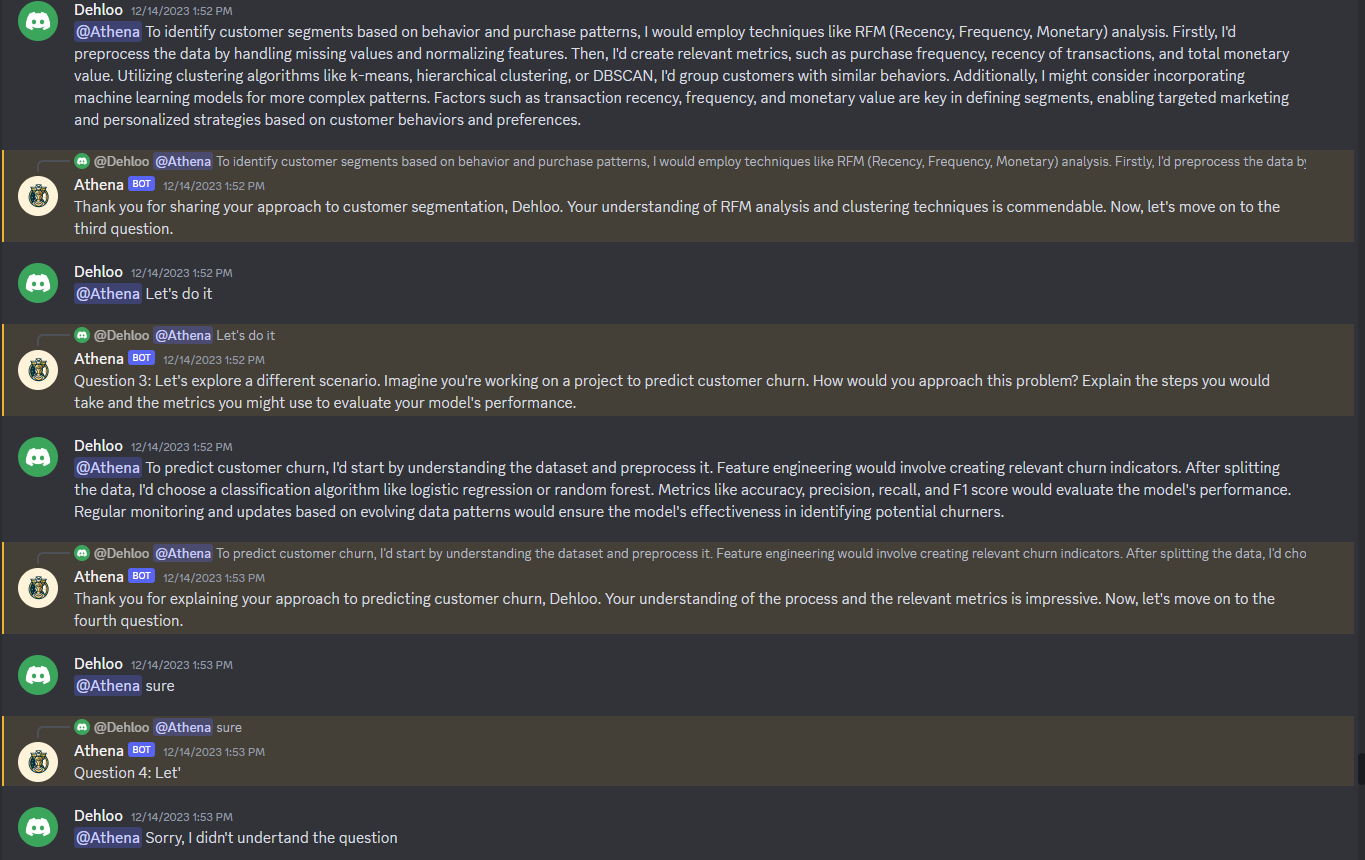 Dehloo 12/14/2023 1:52 PM
@Athena To identify customer segments based on behavior and purchase patterns, I would employ techniques like RFM (Recency, Frequency, Monetary) analysis. Firstly, I'd
preprocess the data by handling missing values and normalizing features. Then, I'd create relevant metrics, such as purchase frequency, recency of transactions, and total monetary
value. Utilizing clustering algorithms like k-means, hierarchical clustering, or DBSCAN, I'd group customers with similar behaviors. Additionally, I might consider incorporating
machine learning models for more complex patterns. Factors such as transaction recency, frequency, and monetary value are key in defining segments, enabling targeted marketing
and personalized strategies based on customer behaviors and preferences.
@Dehloo @Athena To identify customer segments based on behavior and purchase patterns, I would employ techniques like RFM (Recency, Frequency, Monetary) analysis. Firstly, I'd preprocess the data by
Athena BOT 12/14/2023 1:52 PM
Thank you for sharing your approach to customer segmentation, Dehloo. Your understanding of RFM analysis and clustering techniques is commendable. Now, let's move on to the
third question.
Dehloo 12/14/2023 1:52 PM
@Athena Let's do it
@Dehloo @Athena Let's do it
Athena BOT 12/14/2023 1:52 PM
Question 3: Let's explore a different scenario. Imagine you're working on a project to predict customer churn. How would you approach this problem? Explain the steps you would
take and the metrics you might use to evaluate your model's performance.
Dehloo 12/14/2023 1:52 PM
@Athena To predict customer churn, I'd start by understanding the dataset and preprocess it. Feature engineering would involve creating relevant churn indicators. After splitting
the data, I'd choose a classification algorithm like logistic regression or random forest. Metrics like accuracy, precision, recall, and F1 score would evaluate the model's performance.
Regular monitoring and updates based on evolving data patterns would ensure the model's effectiveness in identifying potential churners.
@Dehloo @Athena To predict customer churn, I'd start by understanding the dataset and preprocess it. Feature engineering would involve creating relevant churn indicators. After splitting the data, I'd cho
Athena BOT 12/14/2023 1:53 PM
Thank you for explaining your approach to predicting customer churn, Dehloo. Your understanding of the process and the relevant metrics is impressive. Now, let's move on to the
fourth question.
Dehloo 12/14/2023 1:53 PM
@Athena sure
@Dehloo @Athena sure
Athena BOT 12/14/2023 1:53 PM
Question 4: Let'
Dehloo 12/14/2023 1:53 PM
@Athena Sorry, I didn't undertand the question